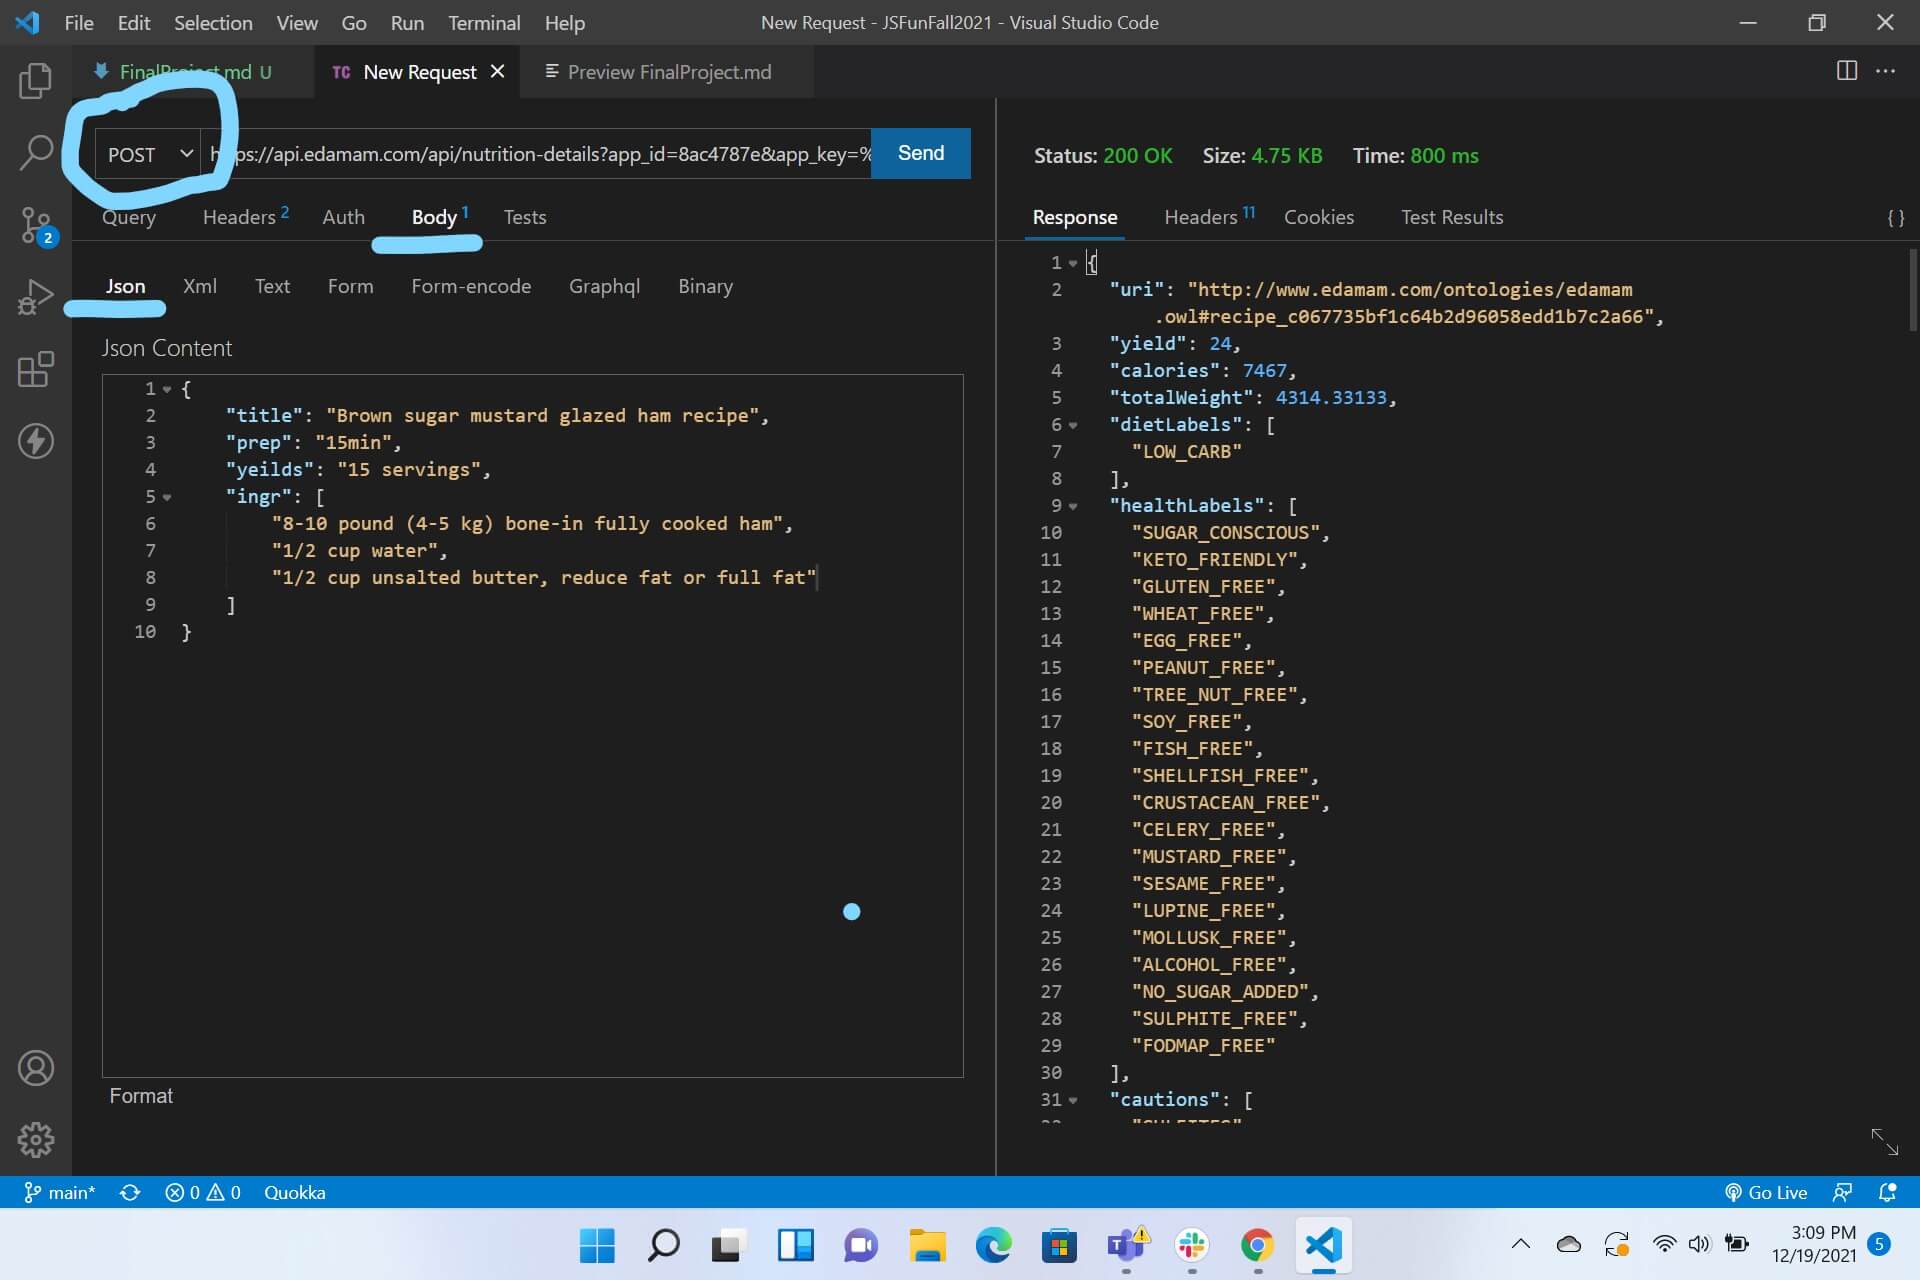 File Edit Selection View Go Run Terminal Help New Request - JSFunFall2021 - Visual Studio Code
FinalProject.md U TC New Request Preview FinalProject.md
POST https://api.edamam.com/api/nutrition-details?app_id=8ac4787e&app_key=% Send
Query Headers 2 Auth Body 1 Tests
Json Xml Text Form Form-encode Graphql Binary
Json Content
1 {
2 "title": "Brown sugar mustard glazed ham recipe",
3 "prep": "15min",
4 "yeilds": "15 servings",
5 "ingr": [
6 "8-10 pound (4-5 kg) bone-in fully cooked ham",
7 "1/2 cup water",
8 "1/2 cup unsalted butter, reduce fat or full fat"
9 ]
10 }
Format
Status: 200 OK Size: 4.75 KB Time: 800 ms
Response Headers 11 Cookies Test Results { }
1 {
2 "uri": "http://www.edamam.com/ontologies/edamam
.owl#recipe_c067735bf1c64b2d96058edd1b7c2a66",
3 "yield": 24,
4 "calories": 7467,
5 "totalWeight": 4314.33133,
6 "dietLabels": [
7 "LOW_CARB"
8 ],
9 "healthLabels": [
10 "SUGAR_CONSCIOUS",
11 "KETO_FRIENDLY",
12 "GLUTEN_FREE",
13 "WHEAT_FREE",
14 "EGG_FREE",
15 "PEANUT_FREE",
16 "TREE_NUT_FREE",
17 "SOY_FREE",
18 "FISH_FREE",
19 "SHELLFISH_FREE",
20 "CRUSTACEAN_FREE",
21 "CELERY_FREE",
22 "MUSTARD_FREE",
23 "SESAME_FREE",
24 "LUPINE_FREE",
25 "MOLLUSK_FREE",
26 "ALCOHOL_FREE",
27 "NO_SUGAR_ADDED",
28 "SULPHITE_FREE",
29 "FODMAP_FREE"
30 ],
31 "cautions": [
2
main* 0 0 Quokka Go Live
3:09 PM
12/19/2021 5